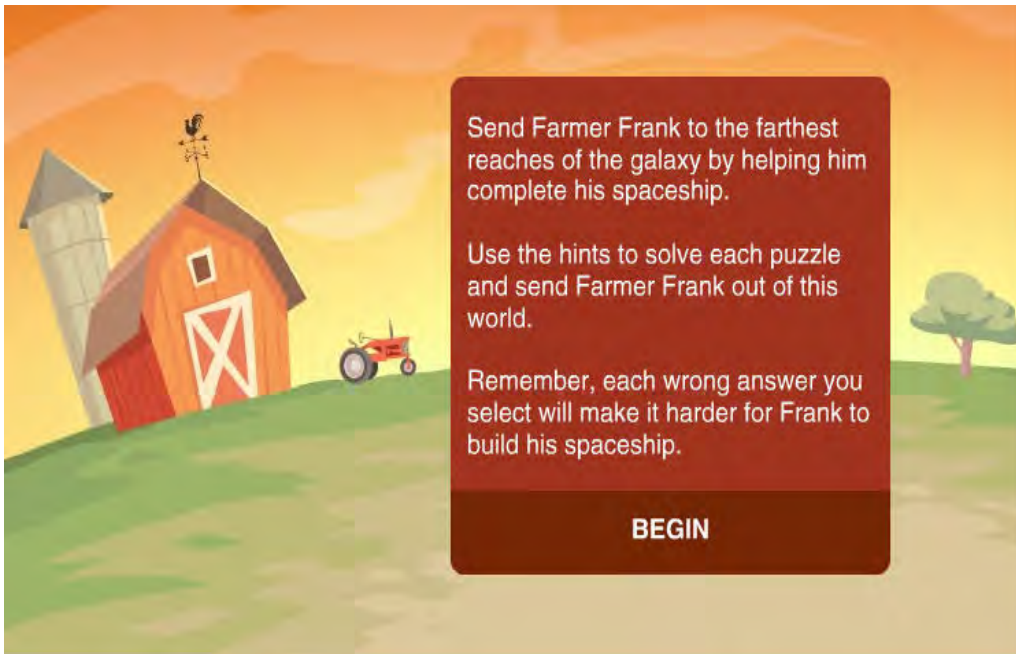 Send Farmer Frank to the farthest
reaches of the galaxy by helping him
complete his spaceship.
Use the hints to solve each puzzle
and send Farmer Frank out of this
world.
Remember, each wrong answer you
select will make it harder for Frank to
build his spaceship.
BEGIN